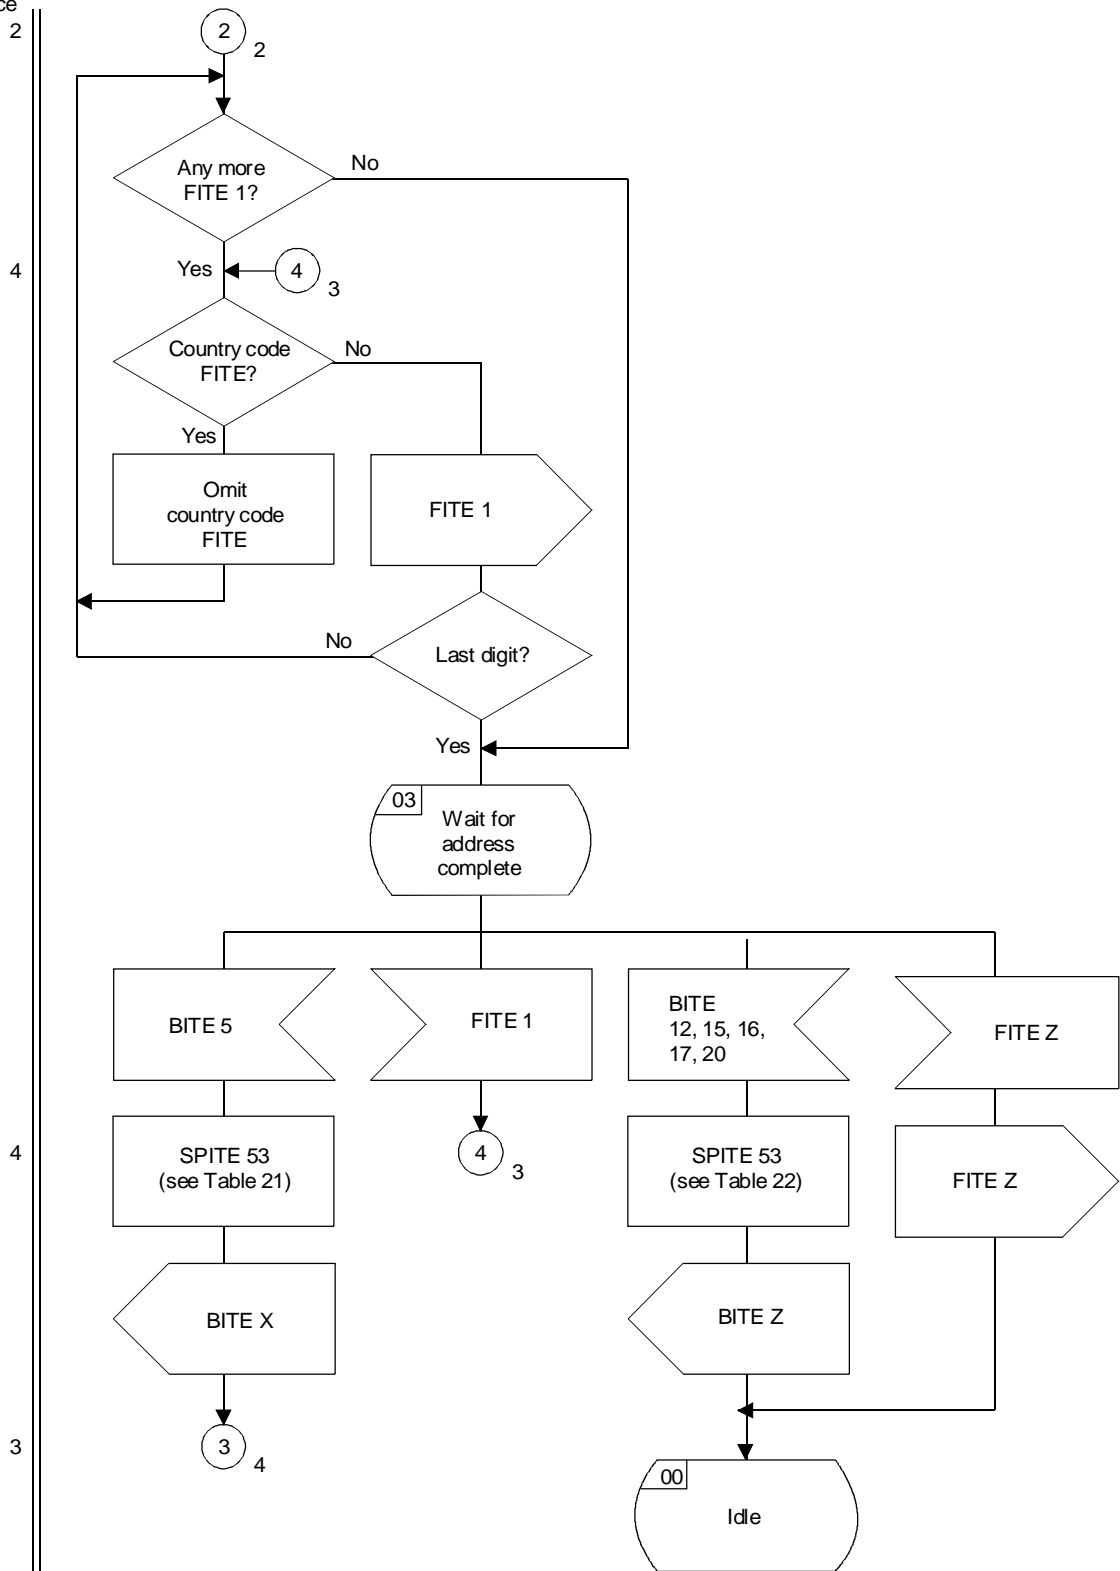 ce
2
2
2
Any more
FITE 1?
No
Yes
4
4
3
Country code
FITE?
No
Yes
Omit
country code
FITE
FITE 1
No
Last digit?
Yes
03
Wait for
address
complete
BITE 5
FITE 1
BITE
12, 15, 16,
17, 20
FITE Z
4
SPITE 53
(see Table 21)
4
3
SPITE 53
(see Table 22)
FITE Z
BITE X
BITE Z
3
3
4
00
Idle